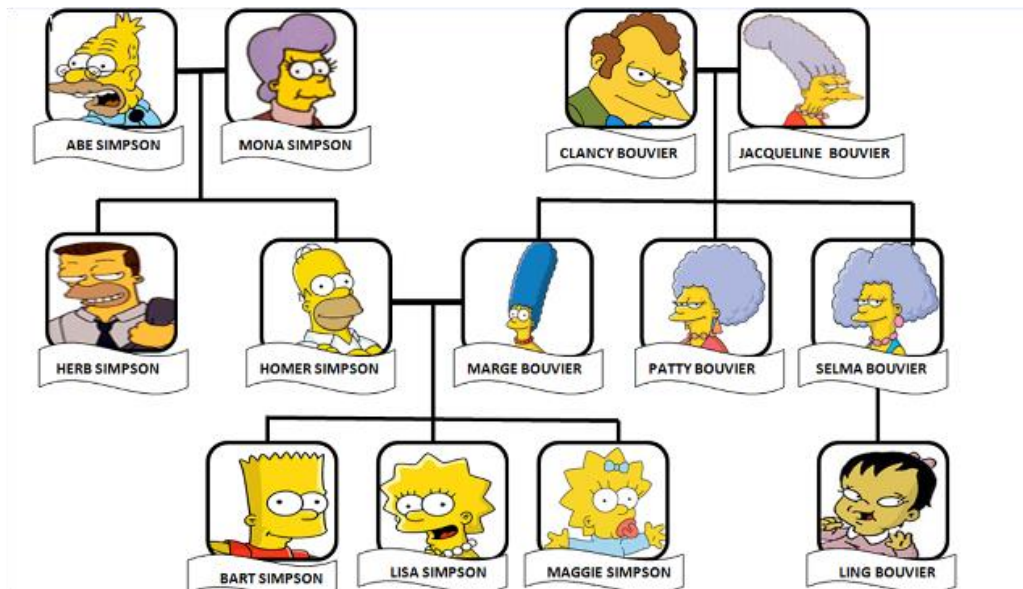 ABE SIMPSON
MONA SIMPSON
CLANCY BOUVIER
JACQUELINE BOUVIER
HERB SIMPSON
HOMER SIMPSON
MARGE BOUVIER
PATTY BOUVIER
SELMA BOUVIER
BART SIMPSON
LISA SIMPSON
MAGGIE SIMPSON
LING BOUVIER